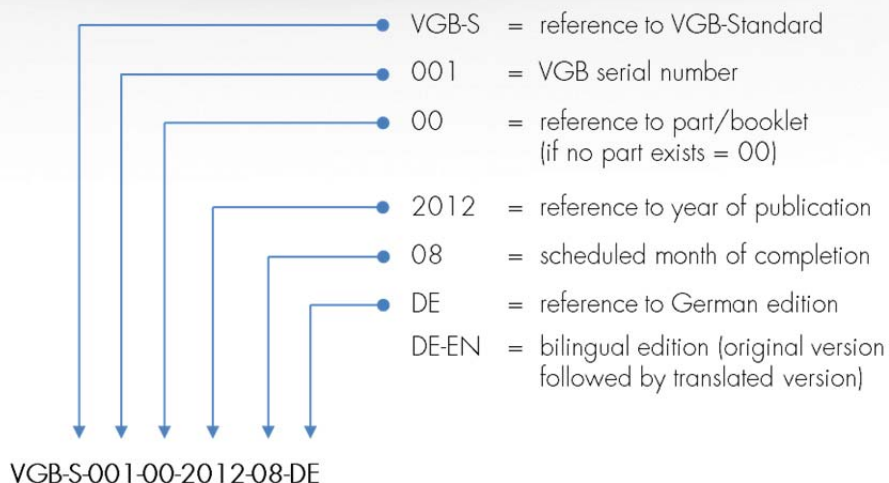 VGB-S = reference to VGB-Standard
001 = VGB serial number
00 = reference to part/booklet
(if no part exists = 00)
2012 = reference to year of publication
08 = scheduled month of completion
DE = reference to German edition
DE-EN = bilingual edition (original version
followed by translated version)
VGB-S-001-00-2012-08-DE